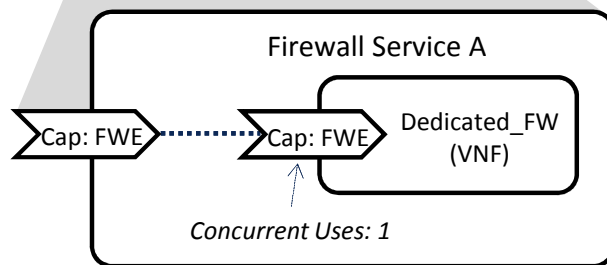 Firewall Service A
Cap: FWE
Cap: FWE
Dedicated_FW
(VNF)
Concurrent Uses: 1